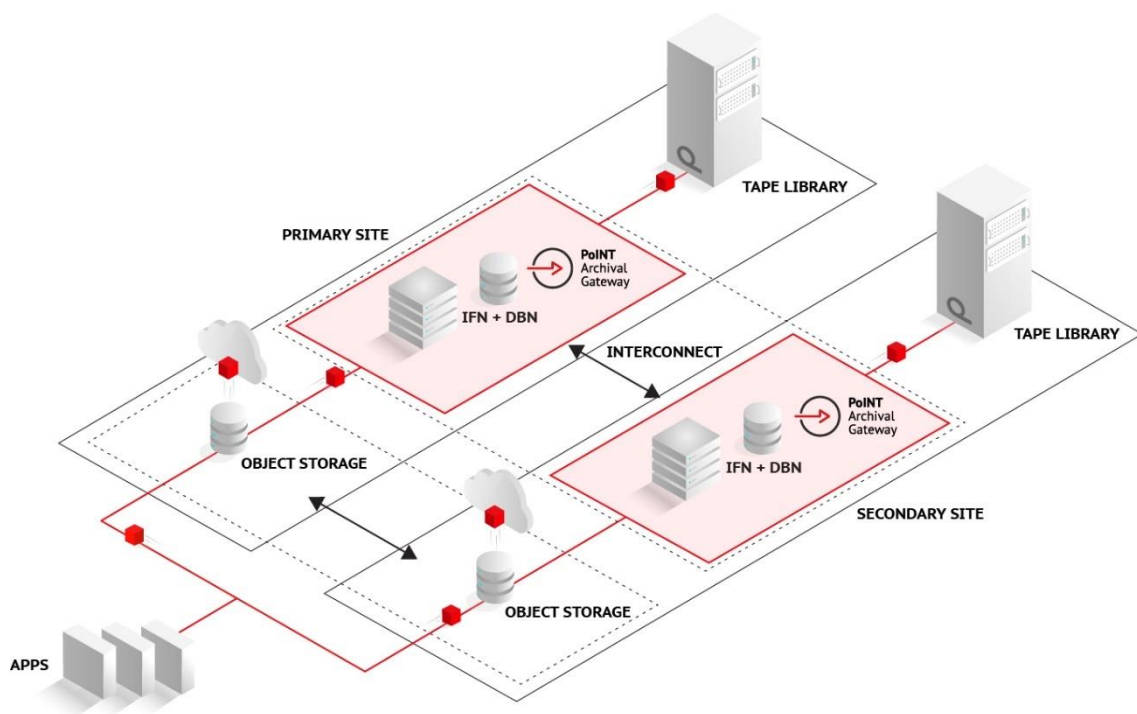 TAPE LIBRARY
PRIMARY SITE
PoINT
Archival
Gateway
IFN + DBN
TAPE LIBRARY
INTERCONNECT
PoINT
Archival
Gateway
IFN + DBN
OBJECT STORAGE
SECONDARY SITE
OBJECT STORAGE
APPS